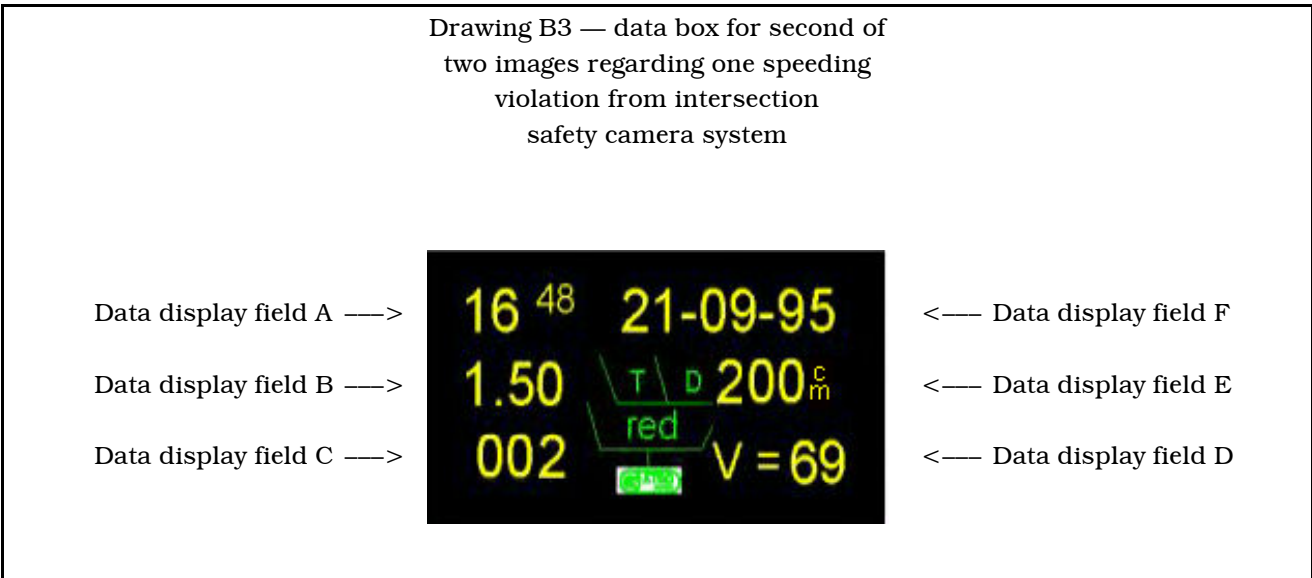 Drawing B3 — data box for second of
two images regarding one speeding
violation from intersection
safety camera system
Data display field A —–> 16 48 21-09-95 <—– Data display field F
Data display field B —–> 1.50 T D 200 cm <—– Data display field E
red
Data display field C —–> 002 V = 69 <—– Data display field D